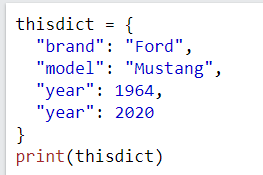 thisdict = {
  "brand": "Ford",
  "model": "Mustang",
  "year": 1964,
  "year": 2020
}
print(thisdict)